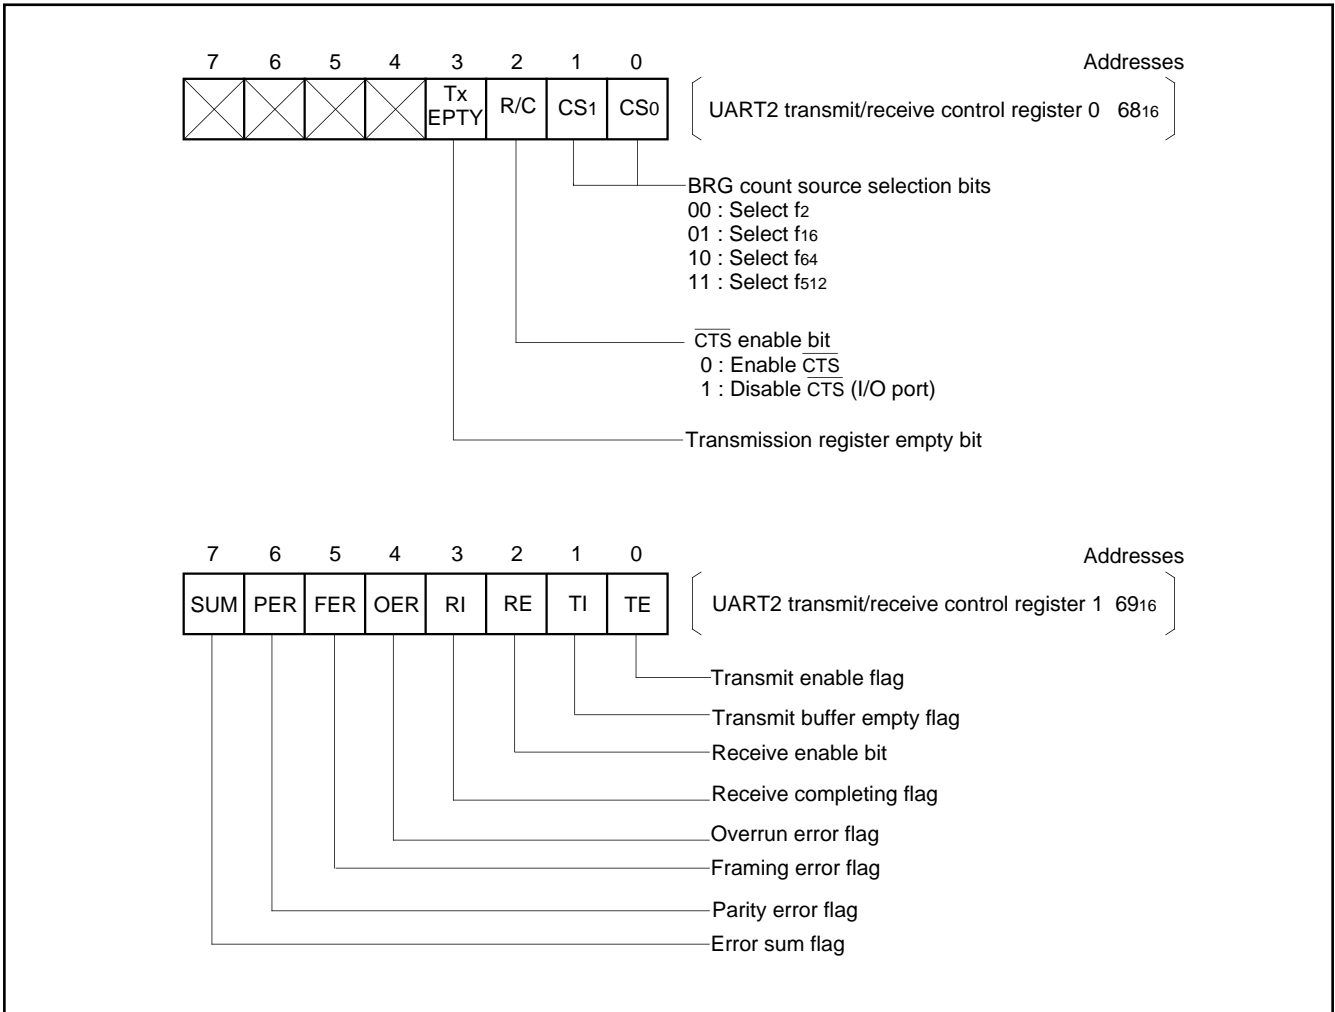 7 6 5 4 3 2 1 0 Addresses
Tx EPTY R/C CS1 CS0 UART2 transmit/receive control register 0 6816
BRG count source selection bits
00 : Select f2
01 : Select f16
10 : Select f64
11 : Select f512
CTS enable bit
0 : Enable CTS
1 : Disable CTS (I/O port)
Transmission register empty bit
7 6 5 4 3 2 1 0 Addresses
SUM PER FER OER RI RE TI TE UART2 transmit/receive control register 1 6916
Transmit enable flag
Transmit buffer empty flag
Receive enable bit
Receive completing flag
Overrun error flag
Framing error flag
Parity error flag
Error sum flag